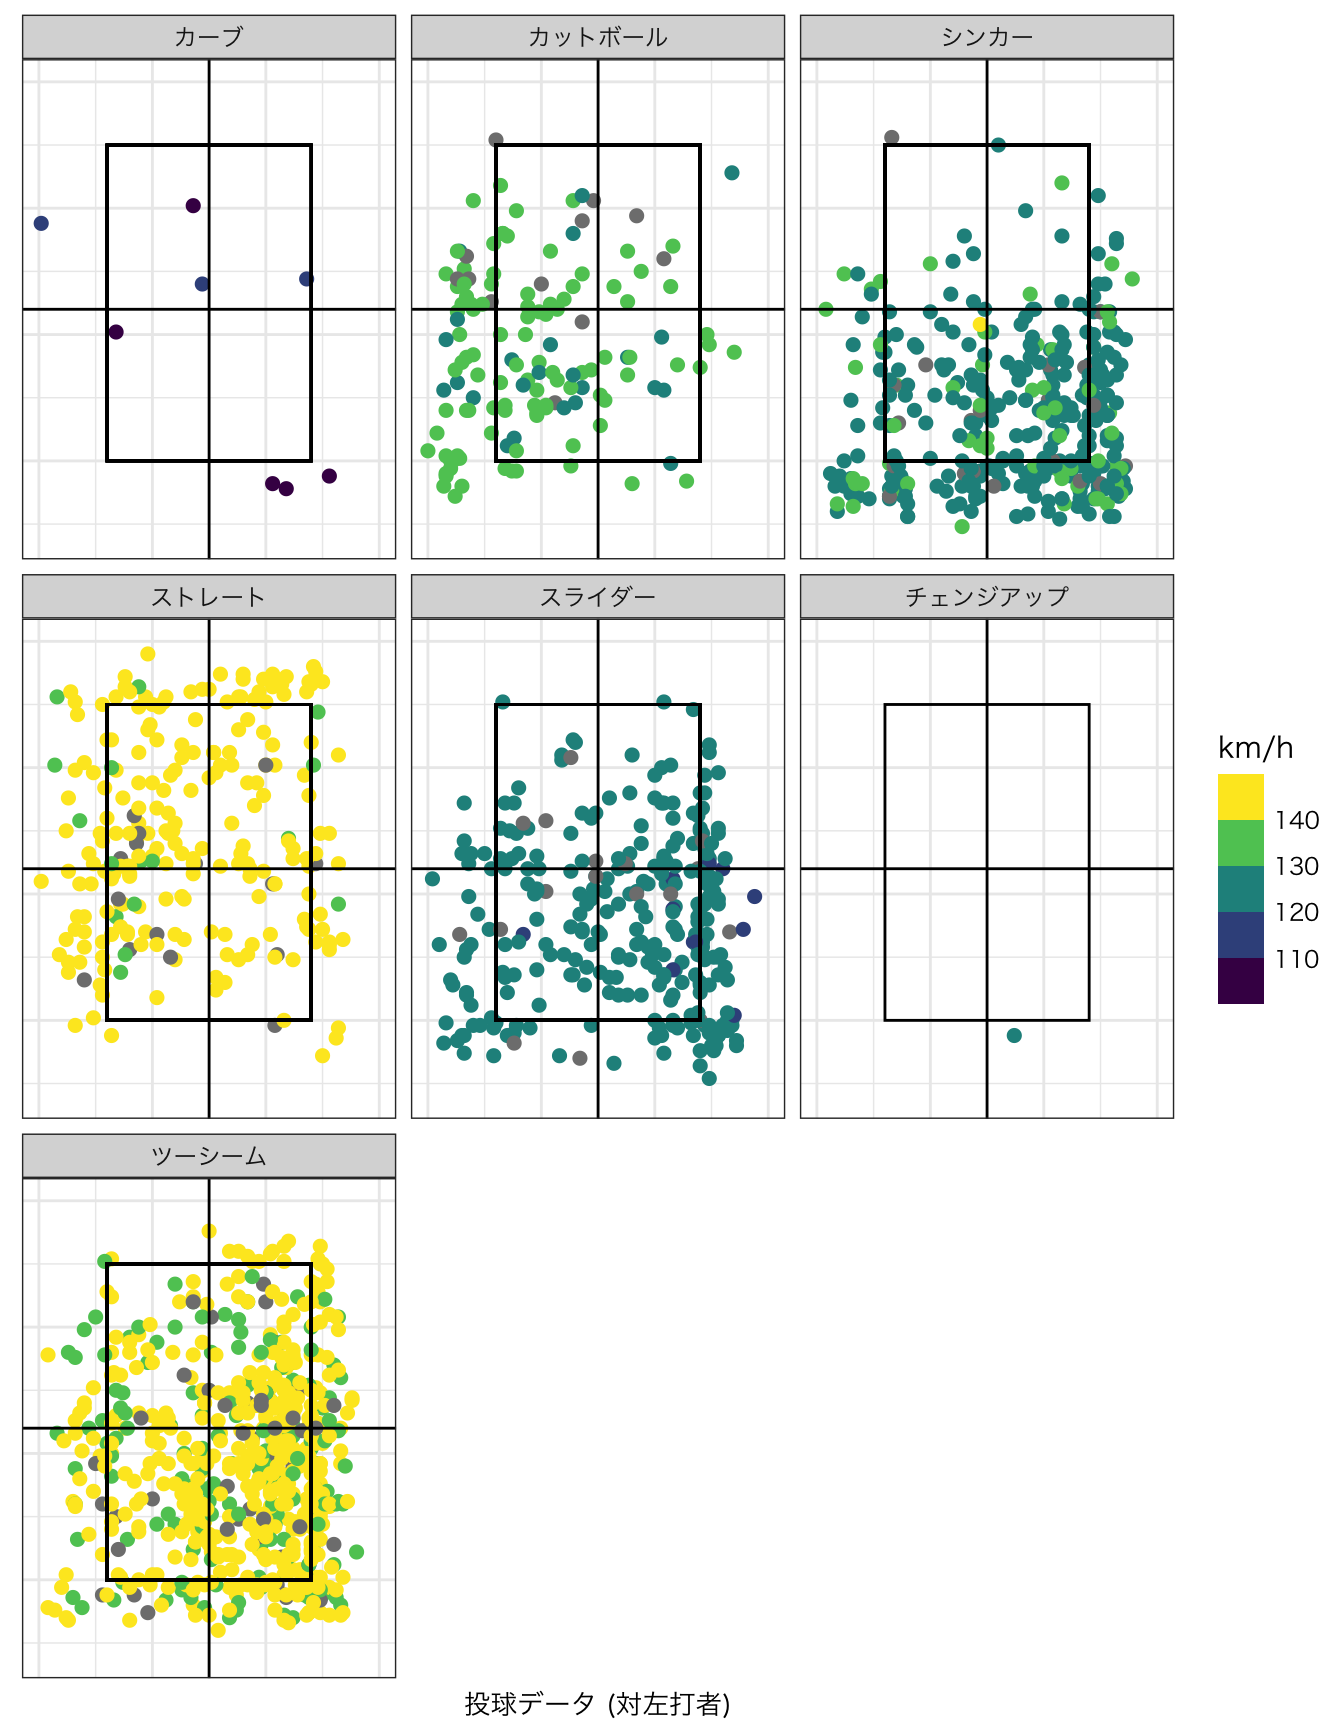 カーブ
カットボール
シンカー
ストレート
スライダー
チェンジアップ
km/h
140
130
120
110
ツーシーム
投球データ (対左打者)